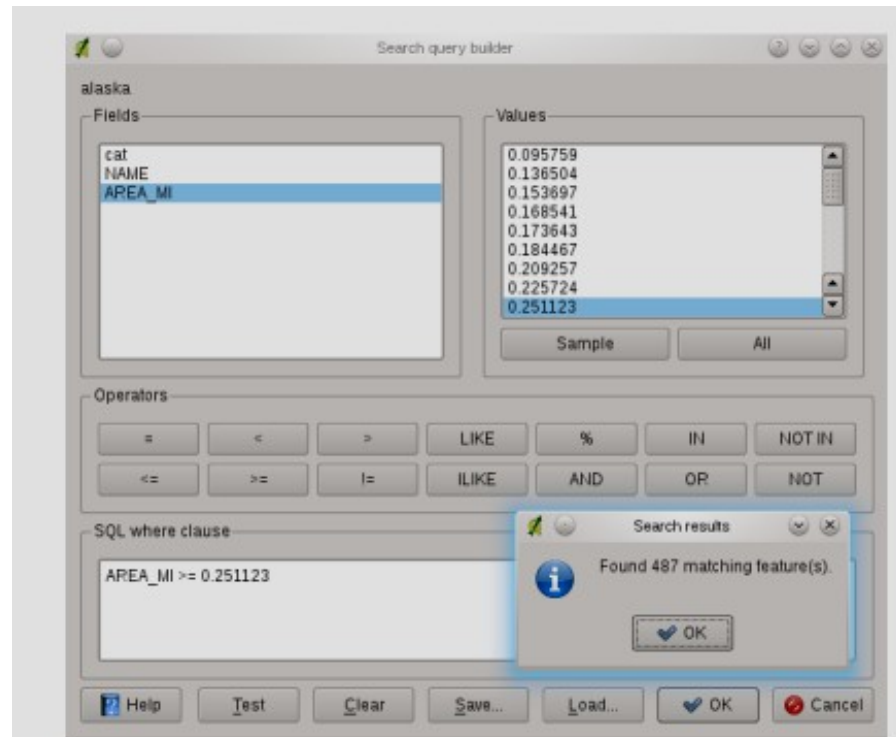 Search query builder
alaska
Fields
Values
cat
NAME
AREA_MI
0.095759
0.136504
0.153697
0.168541
0.173643
0.184467
0.209257
0.225724
0.251123
Sample All
Operators
= < > LIKE % IN NOT IN
<= >= != ILIKE AND OR NOT
SQL where clause
AREA_MI >= 0.251123
Search results
Found 487 matching feature(s).
OK
Help Test Clear Save... Load... OK Cancel